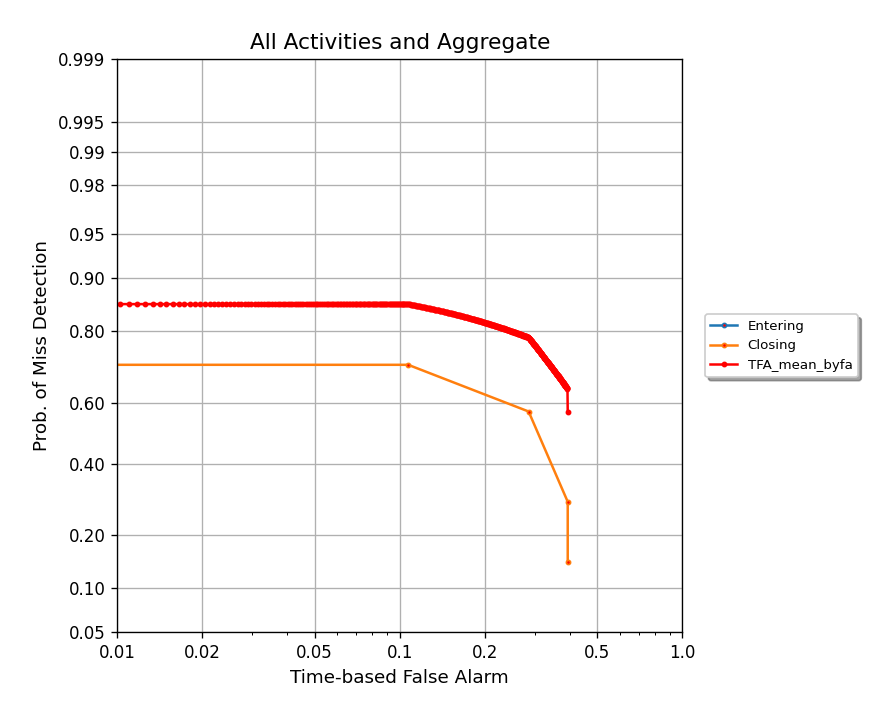 All Activities and Aggregate
0.999
0.995
0.99
0.98
0.95
0.90
0.80
0.60
0.40
0.20
0.10
0.05
Prob. of Miss Detection
0.01 0.02 0.05 0.1 0.2 0.5 1.0
Time-based False Alarm
Entering
Closing
TFA_mean_byfa